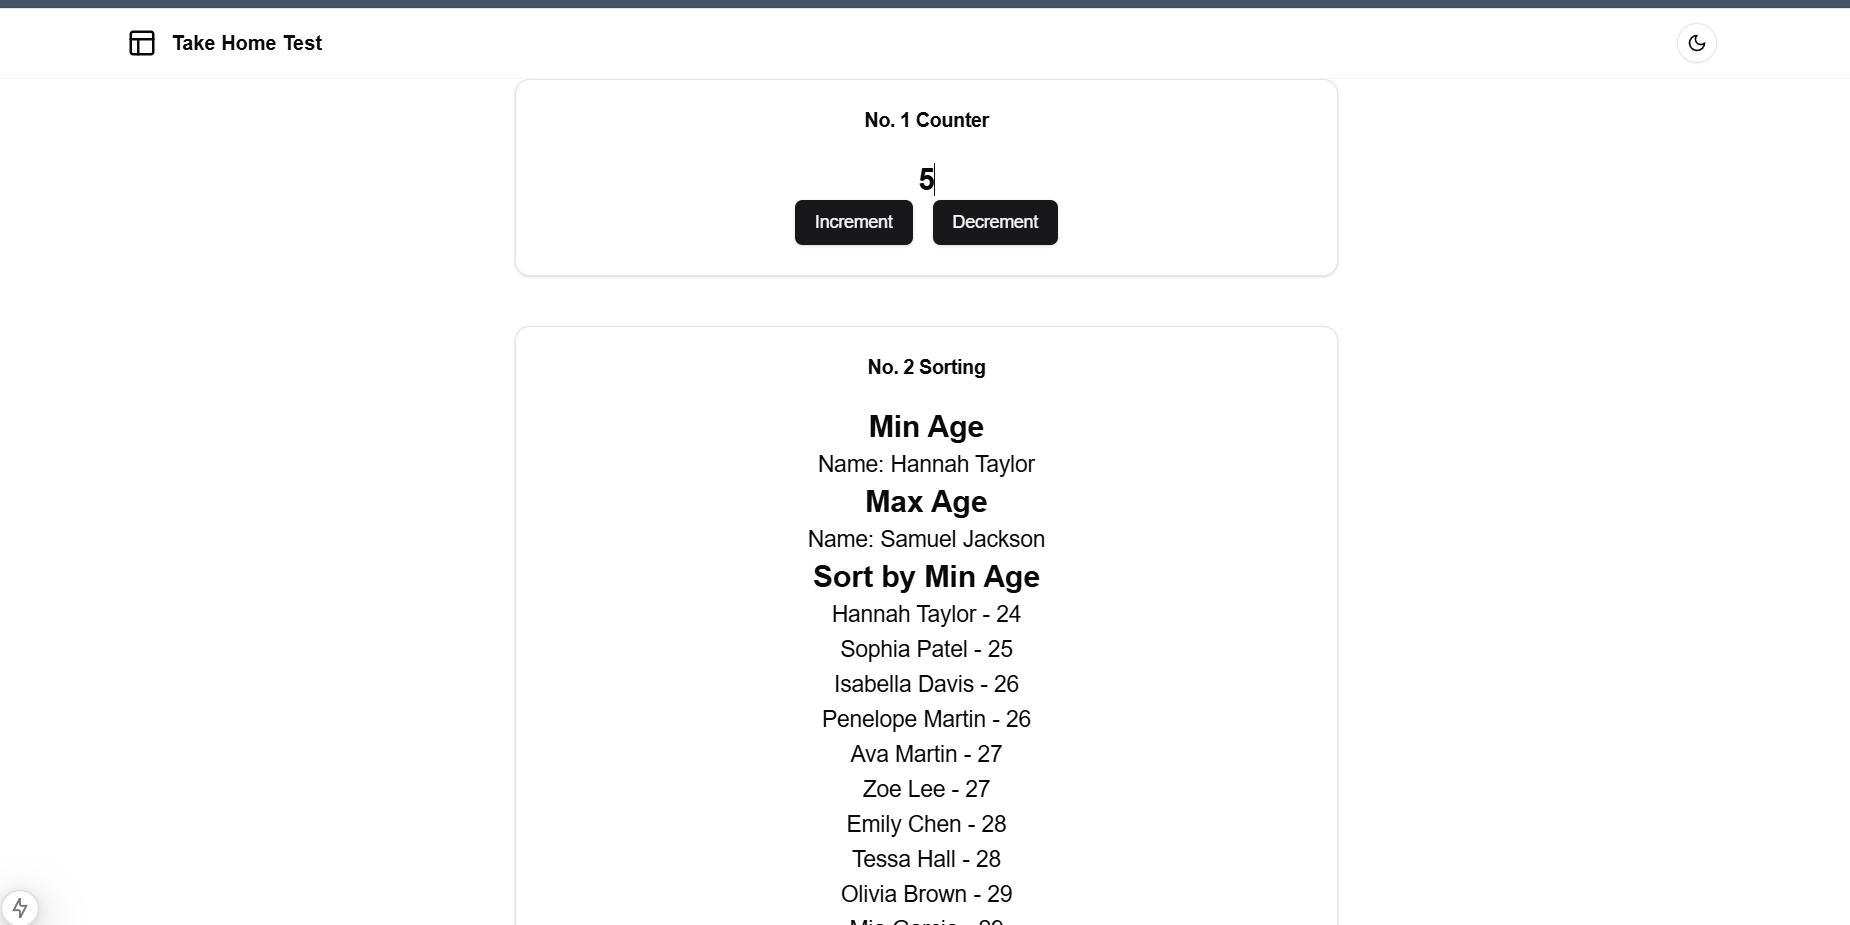 Take Home Test
No. 1 Counter
5
Increment Decrement
No. 2 Sorting
Min Age
Name: Hannah Taylor
Max Age
Name: Samuel Jackson
Sort by Min Age
Hannah Taylor - 24
Sophia Patel - 25
Isabella Davis - 26
Penelope Martin - 26
Ava Martin - 27
Zoe Lee - 27
Emily Chen - 28
Tessa Hall - 28
Olivia Brown - 29